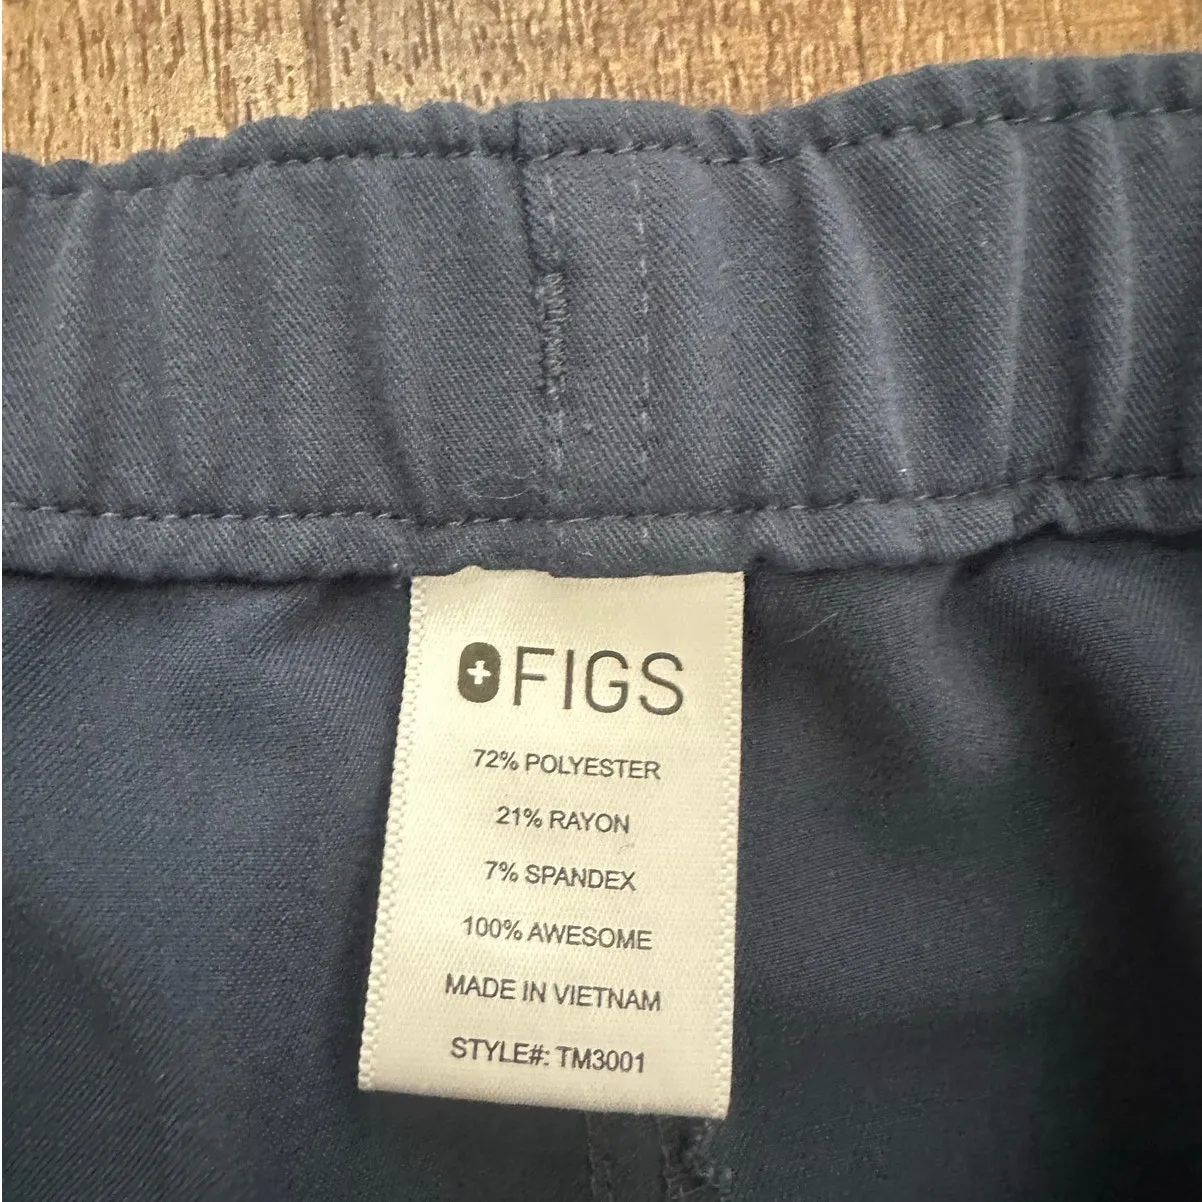 FIGS
72% POLYESTER
21% RAYON
7% SPANDEX
100% AWESOME
MADE IN VIETNAM
STYLE#: TM3001